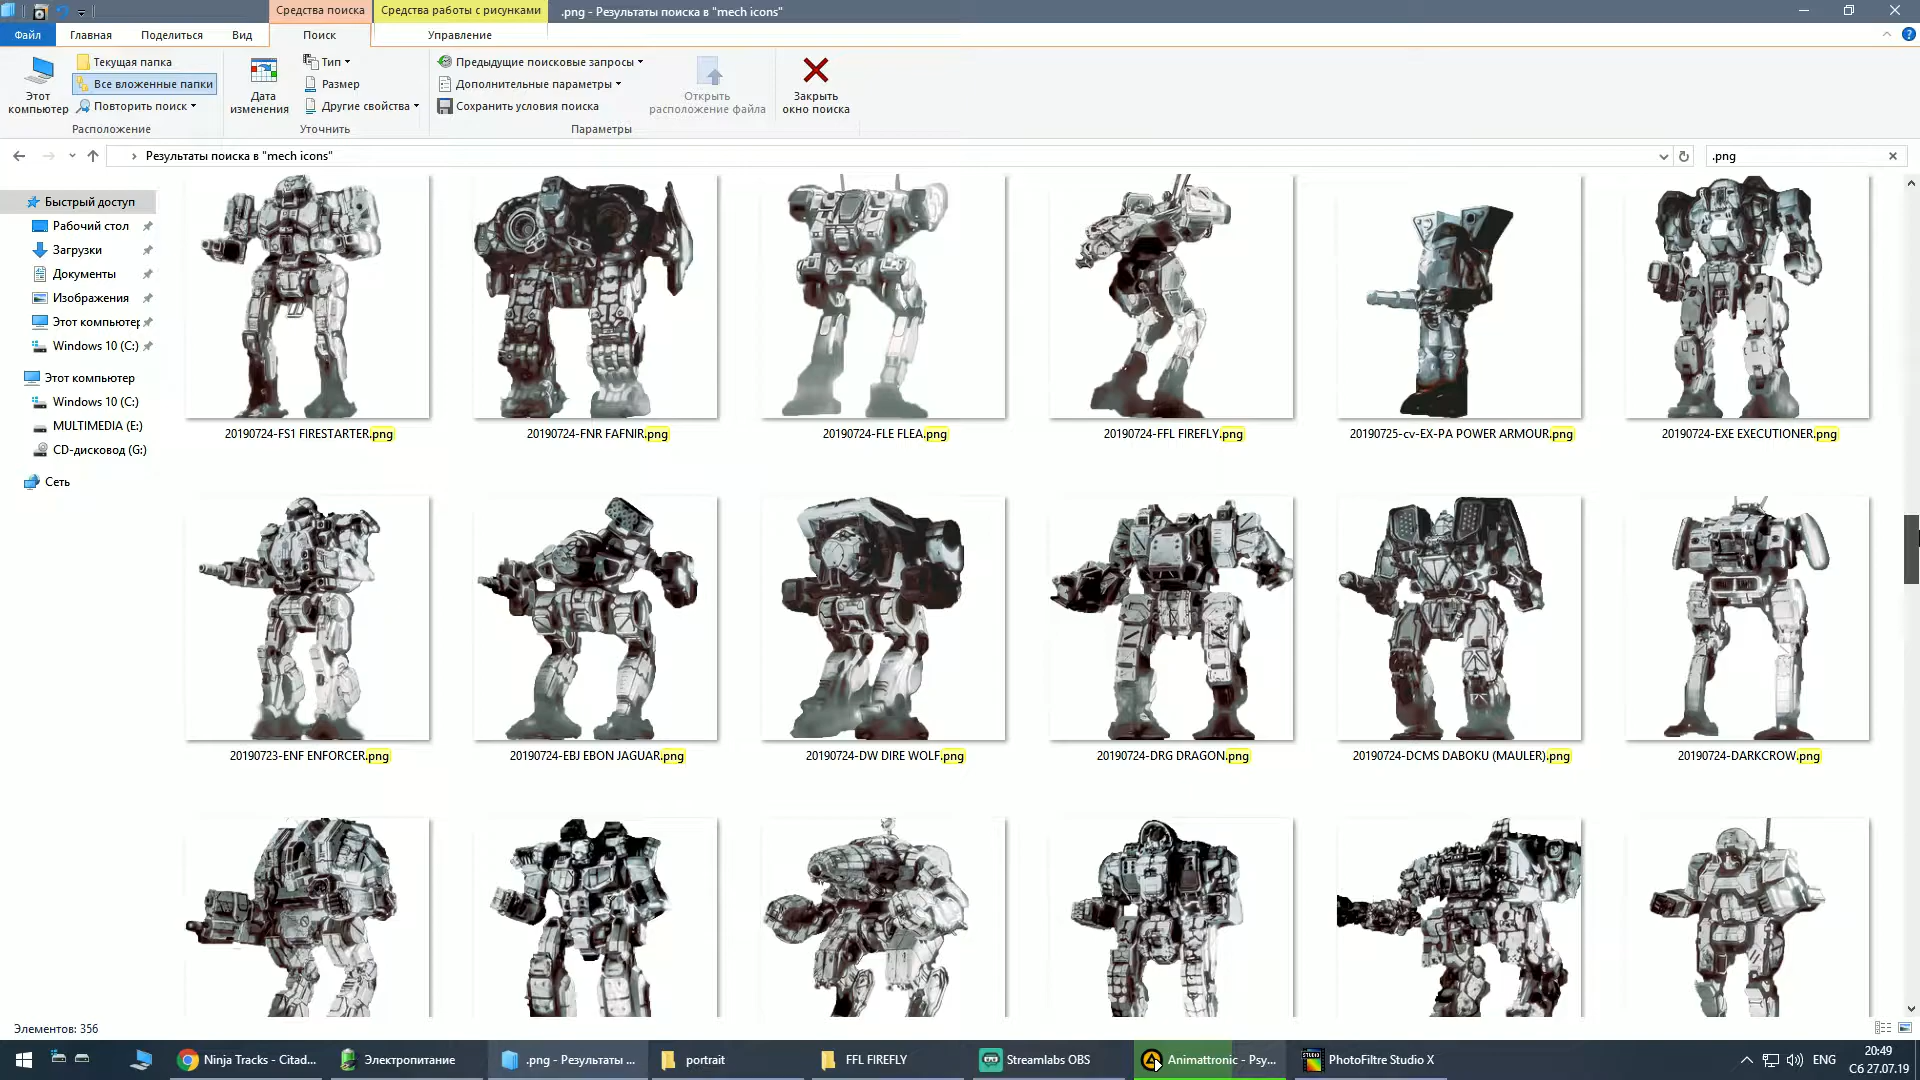 Средства поиска
Средства работы с рисунками
.png - Результаты поиска в "mech icons"
Файл
Главная
Поделиться
Вид
Поиск
Управление
Этот компьютер
Текущая папка
Все вложенные папки
Повторить поиск
Расположение
Дата изменения
Тип
Размер
Другие свойства
Уточнить
Предыдущие поисковые запросы
Дополнительные параметры
Сохранить условия поиска
Открыть расположение файла
Параметры
Закрыть окно поиска
Результаты поиска в "mech icons"
.png
Быстрый доступ
Рабочий стол
Загрузки
Документы
Изображения
Этот компьютер
Windows 10 (C:)
Этот компьютер
Windows 10 (C:)
MULTIMEDIA (E:)
CD-дисковод (G:)
Сеть
20190724-FS1 FIRESTARTER.png
20190724-FNR FAFNIR.png
20190724-FLE FLEA.png
20190724-FFL FIREFLY.png
20190725-cv-EX-PA POWER ARMOUR.png
20190724-EXE EXECUTIONER.png
20190723-ENF ENFORCER.png
20190724-EBJ EBON JAGUAR.png
20190724-DW DIRE WOLF.png
20190724-DRG DRAGON.png
20190724-DCMS DABOKU (MAULER).png
20190724-DARKCROW.png
Элементов: 356
Ninja Tracks - Citad...
Электропитание
.png - Результаты ...
portrait
FFL FIREFLY
Streamlabs OBS
Animattronic - Psy...
PhotoFiltre Studio X
ENG
20:49
Сб 27.07.19